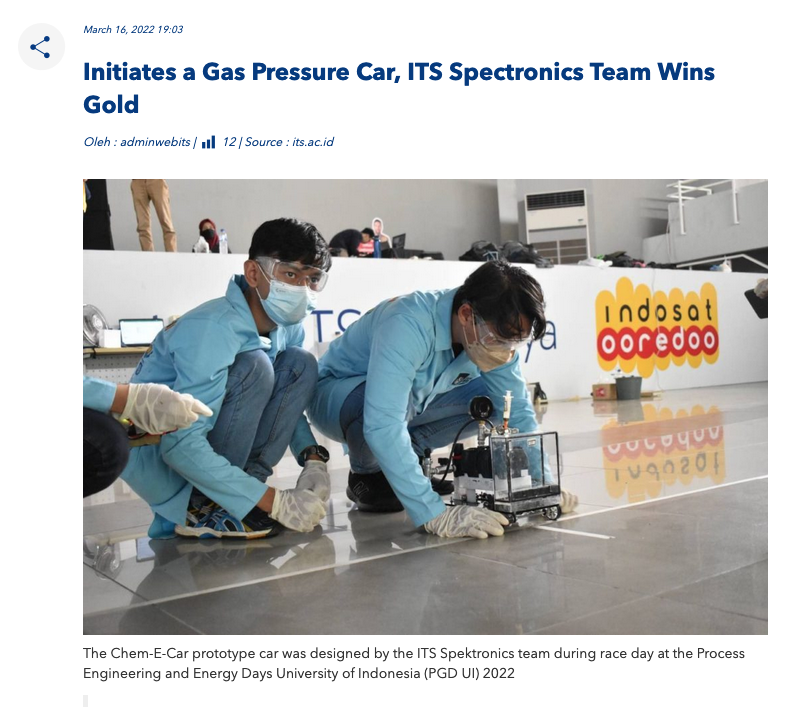 March 16, 2022 19:03
Initiates a Gas Pressure Car, ITS Spectronics Team Wins
Gold
Oleh : adminwebits | 12 | Source : its.ac.id
ITS
ya
indosat
ooredoo
The Chem-E-Car prototype car was designed by the ITS Spektronics team during race day at the Process
Engineering and Energy Days University of Indonesia (PGD UI) 2022